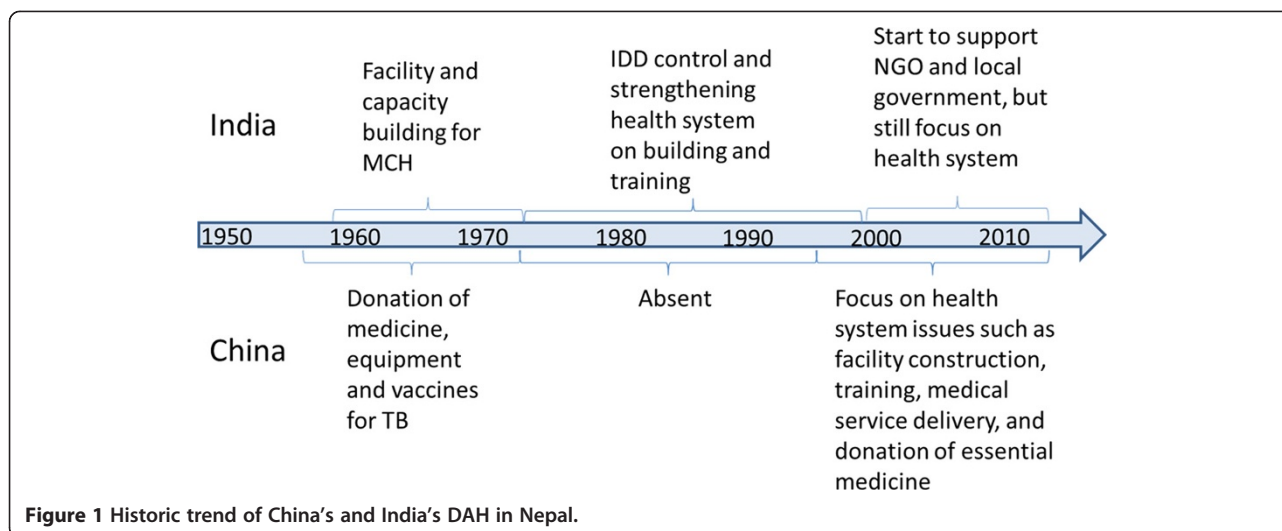 India
Facility and
capacity
building for
MCH
IDD control and
strengthening
health system
on building and
training
Start to support
NGO and local
government, but
still focus on
health system
1950 1960 1970 1980 1990 2000 2010
China
Donation of
medicine,
equipment
and vaccines
for TB
Absent
Focus on health
system issues such as
facility construction,
training, medical
service delivery, and
donation of essential
medicine
Figure 1 Historic trend of China's and India's DAH in Nepal.